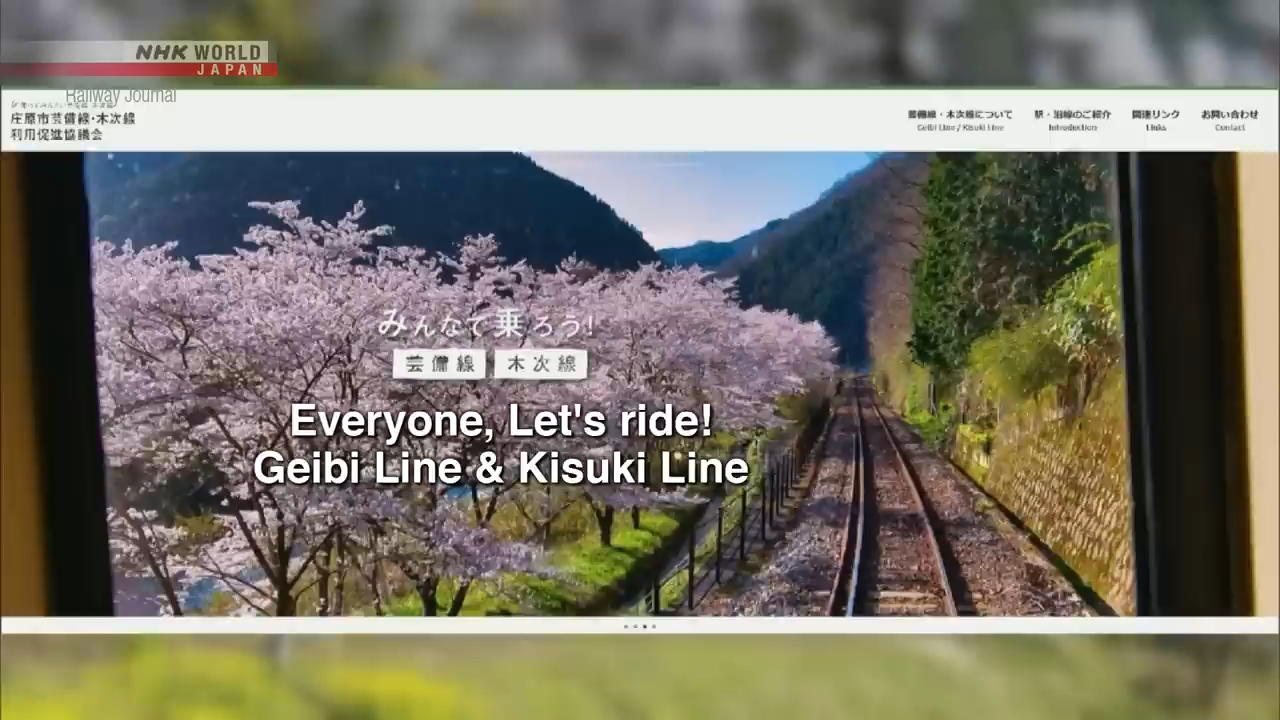 NHK WORLD
JAPAN
Railway Journal
庄原市芸備線・木次線
利用促進協議会
芸備線・木次線について
Geibi Line / Kisuki Line
駅・沿線のご紹介
Introduction
関連リンク
Links
お問い合わせ
Contact
みんなで乗ろう!
芸備線 木次線
Everyone, Let's ride!
Geibi Line & Kisuki Line